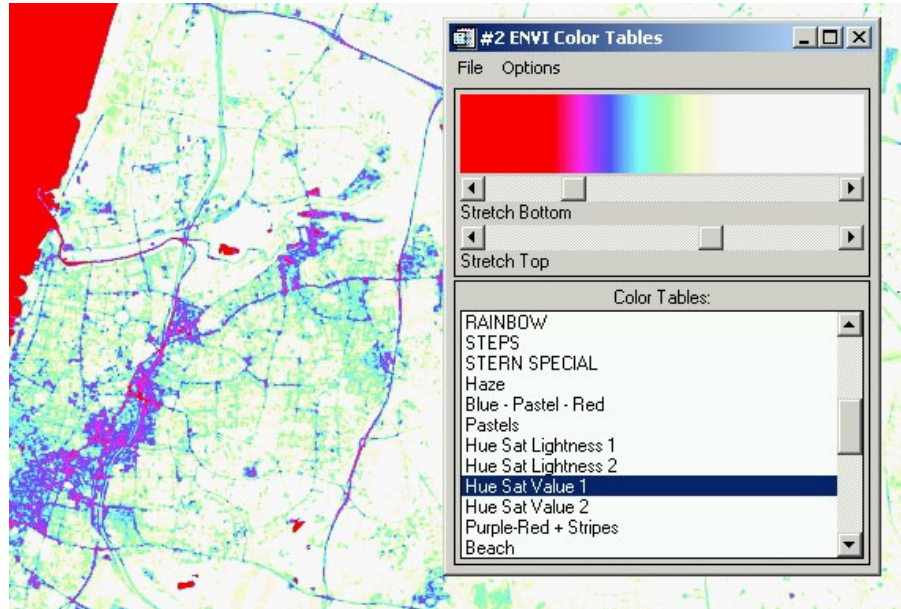 #2 ENVI Color Tables
File Options
Stretch Bottom
Stretch Top
Color Tables:
RAINBOW
STEPS
STERN SPECIAL
Haze
Blue - Pastel - Red
Pastels
Hue Sat Lightness 1
Hue Sat Lightness 2
Hue Sat Value 1
Hue Sat Value 2
Purple-Red + Stripes
Beach